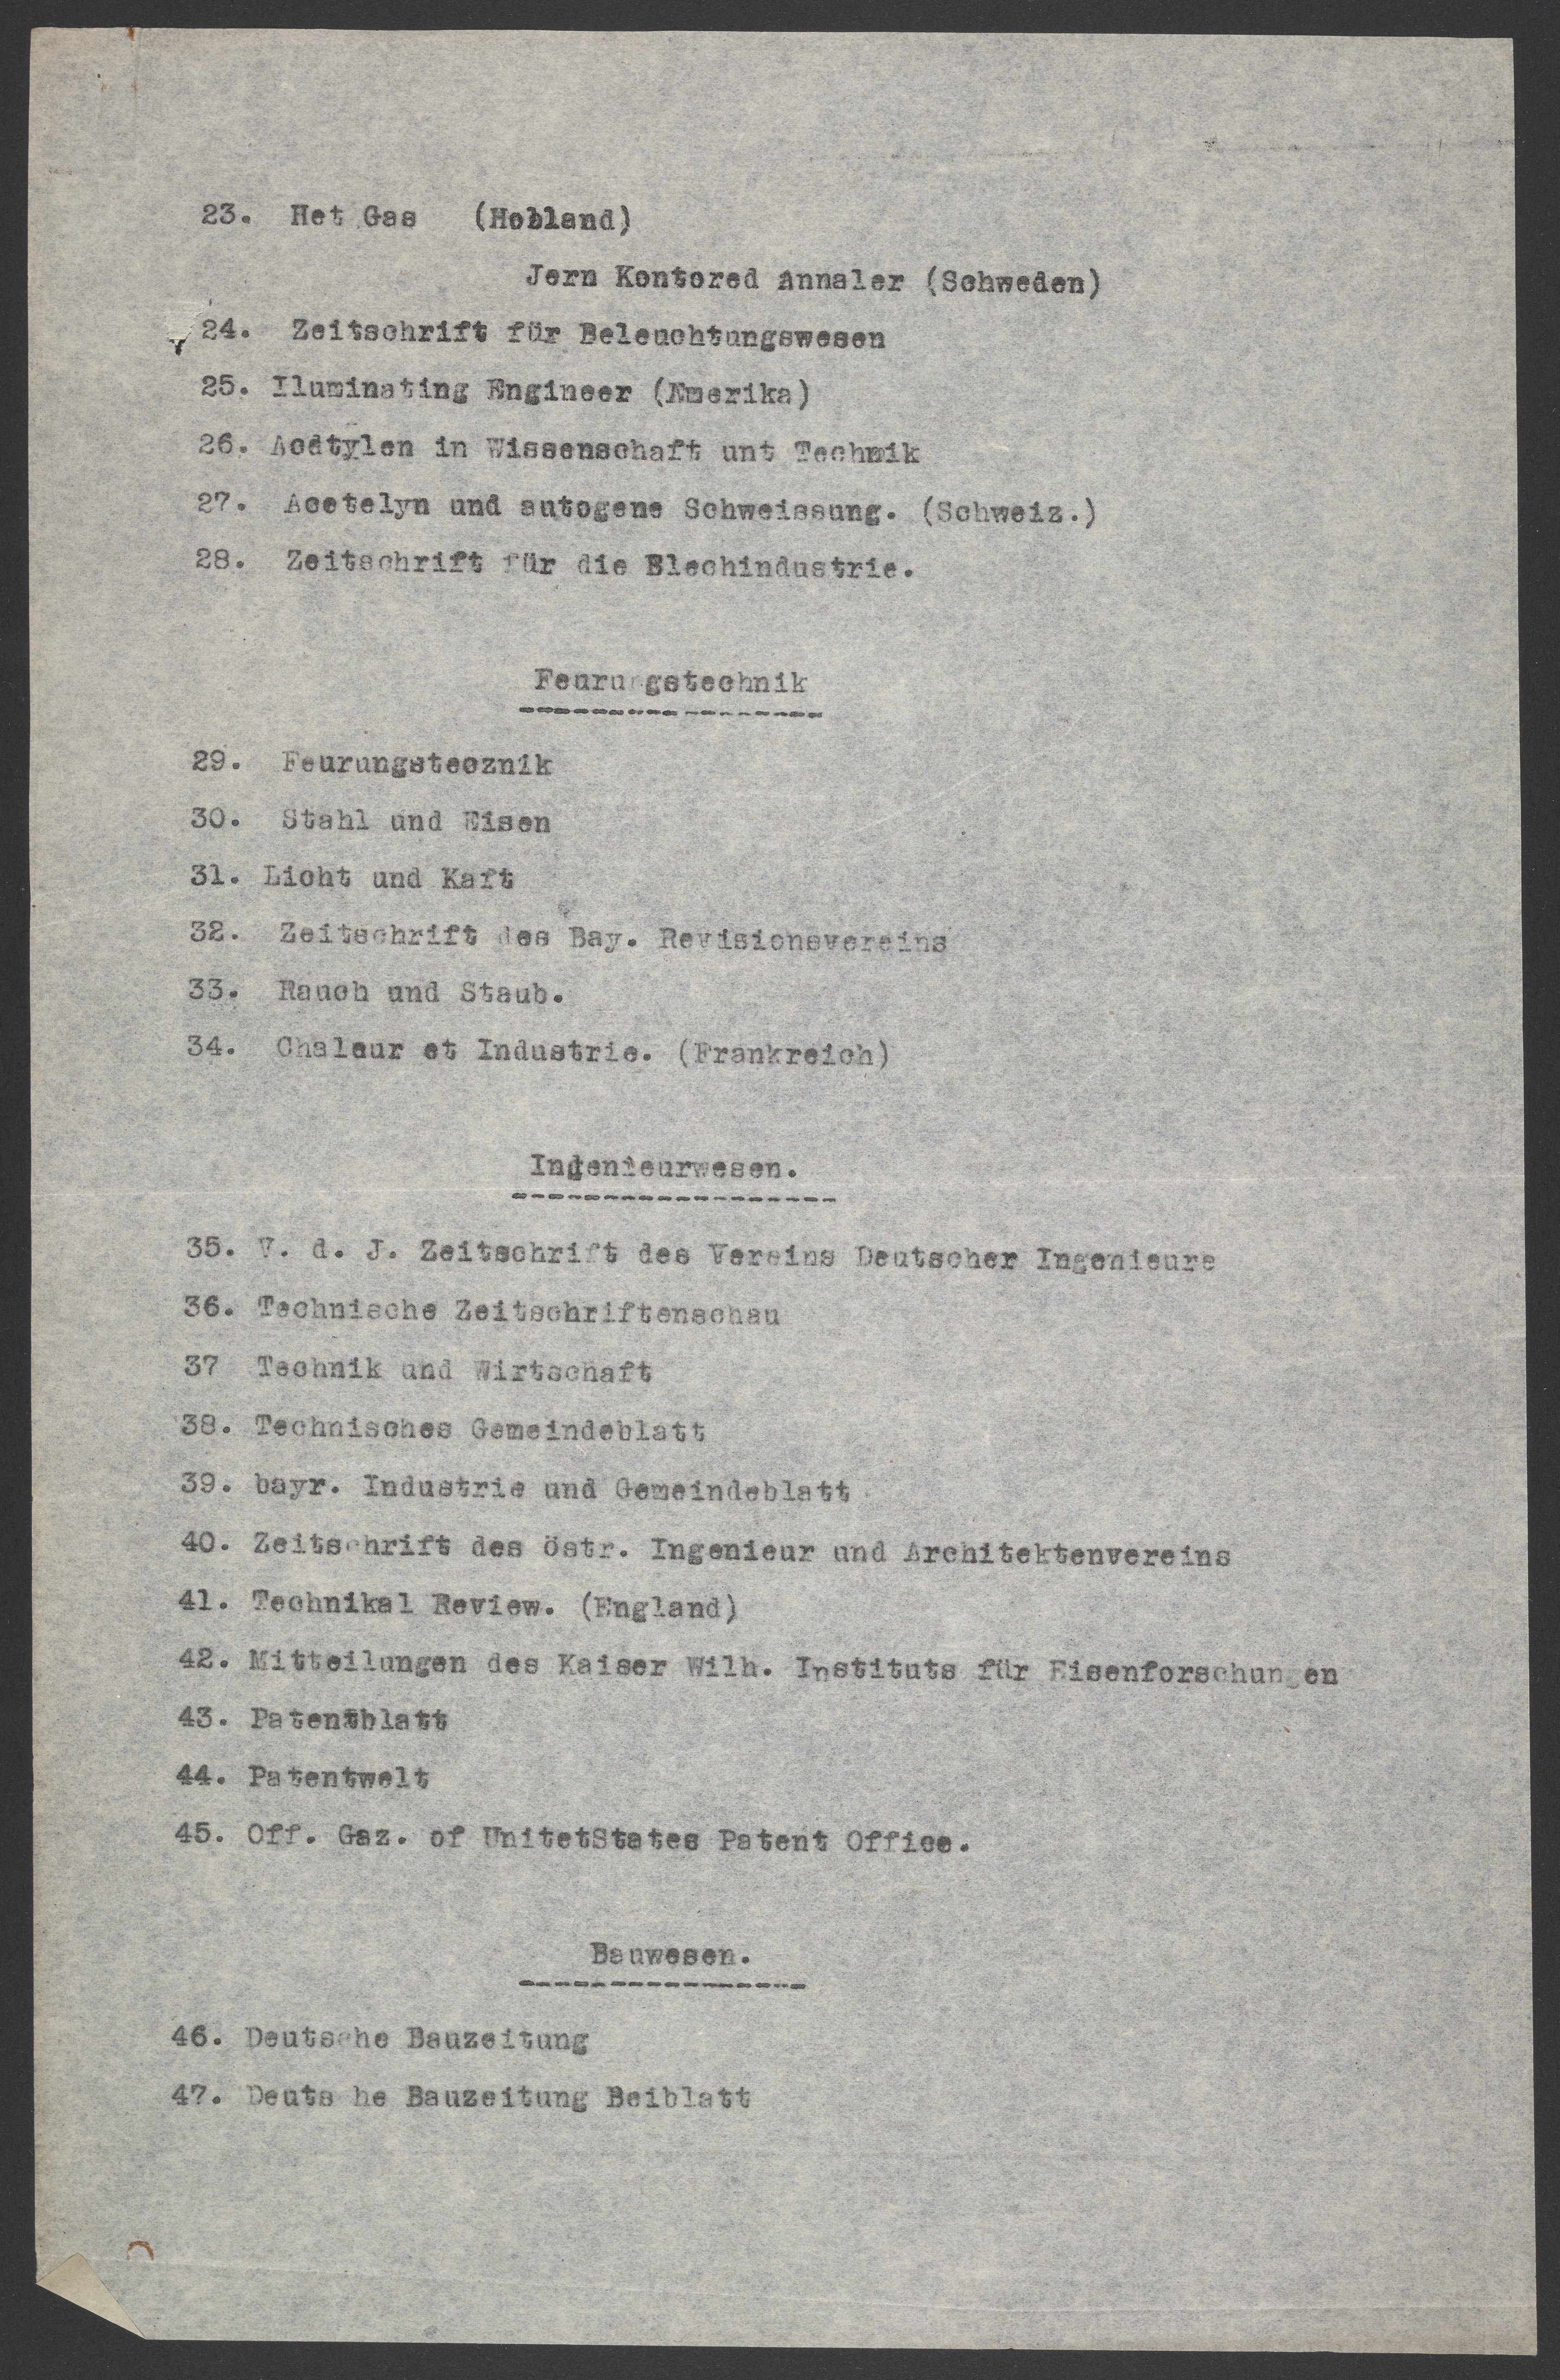 23. Het Gas (Holland)
Jern Kontored Annaler (Schweden)
24. Zeitschrift für Beleuchtungswesen
25. Iluminating Engineer (Emerika)
26. Acdtylen in Wissenschaft unt Technik
27. Acetelyn und autogene Schweissung. (Schweiz.)
28. Zeitschrift für die Blechindustrie.
Feurungstechnik
29. Feurungstecznik
30. Stahl und Eisen
31. Licht und Kaft
32. Zeitschrift des Bay. Revisionsvereins
33. Rauch und Staub.
34. Chaleur et Industrie. (Frankreich)
Ingenieurwesen.
35. V. d. J. Zeitschrift des Vereins Deutscher Ingenieure
36. Technische Zeitschriftenschau
37 Technik und Wirtschaft
38. Technisches Gemeindeblatt
39. bayr. Industrie und Gemeindeblatt
40. Zeitschrift des östr. Ingenieur und Architektenvereins
41. Technikal Review. (England)
42. Mitteilungen des Kaiser Wilh. Instituts für Eisenforschungen
43. Patentblatt
44. Patentwelt
45. Off. Gaz. of UnitetStates Patent Office.
Bauwesen.
46. Deutsche Bauzeitung
47. Deutsche Bauzeitung Beiblatt